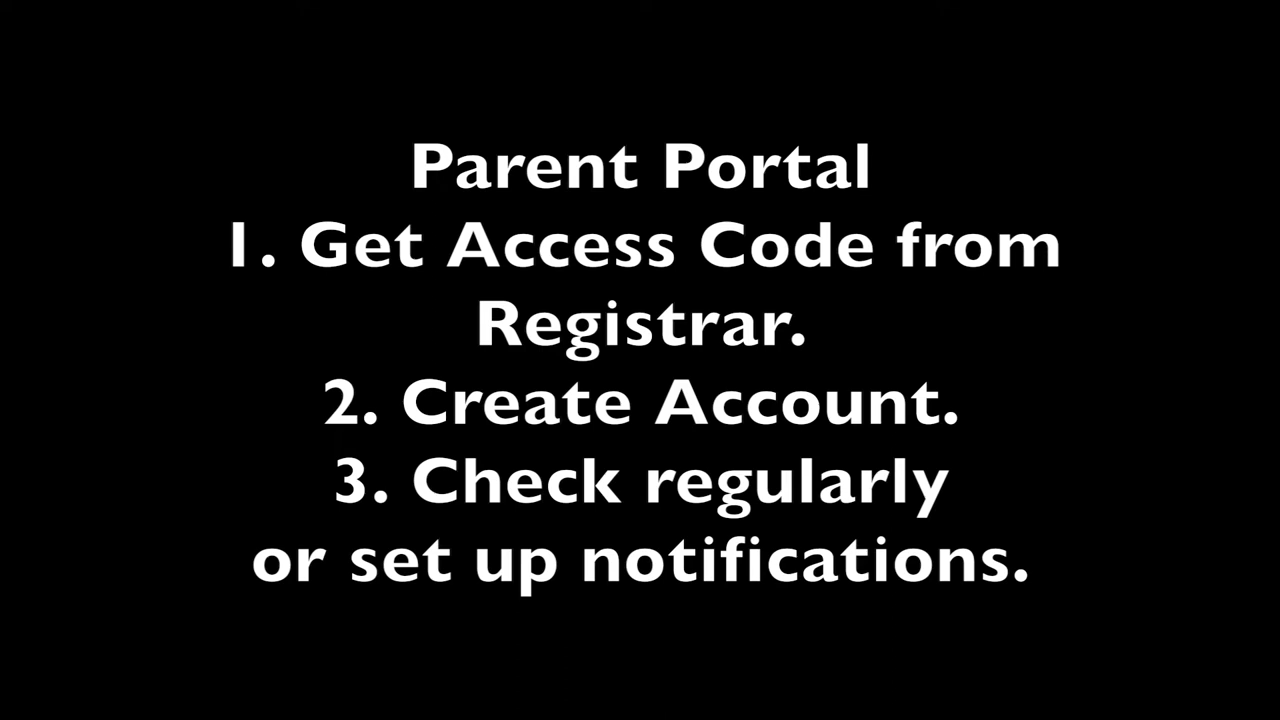 Parent Portal
1. Get Access Code from
Registrar.
2. Create Account.
3. Check regularly
or set up notifications.